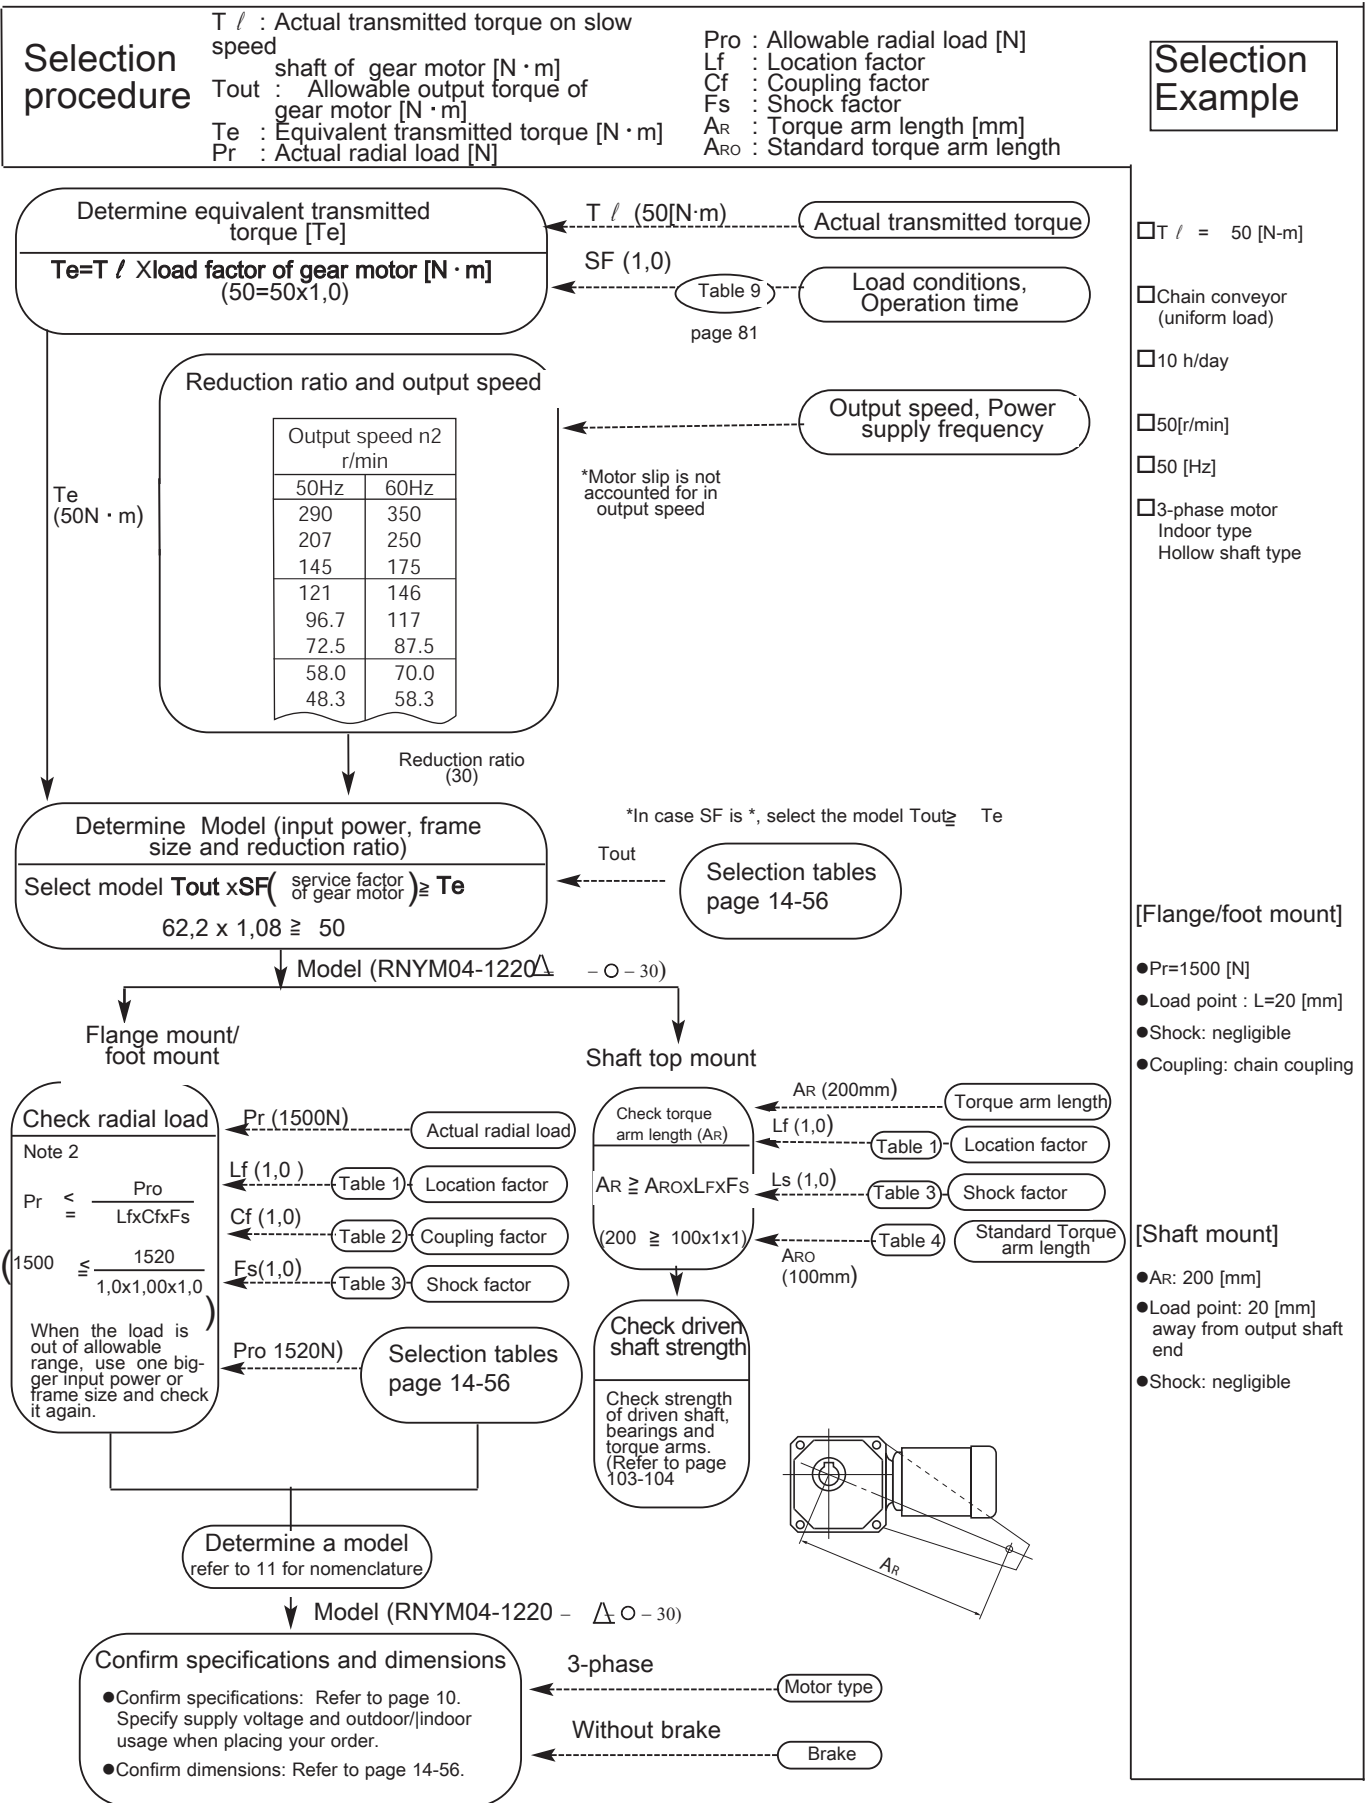 Selection
procedure
T ℓ : Actual transmitted torque on slow
speed
shaft of gear motor [N・m]
Tout : Allowable output torque of
gear motor [N・m]
Te : Equivalent transmitted torque [N・m]
Pr : Actual radial load [N]
Pro : Allowable radial load [N]
Lf : Location factor
Cf : Coupling factor
Fs : Shock factor
AR : Torque arm length [mm]
ARO : Standard torque arm length
Selection
Example
Determine equivalent transmitted
torque [Te]
Te=T ℓ Xload factor of gear motor [N・m]
(50=50x1,0)
T ℓ (50[N·m)
Actual transmitted torque
SF (1,0)
Table 9
page 81
Load conditions,
Operation time
□T ℓ = 50 [N-m]
□Chain conveyor
(uniform load)
□10 h/day
□50[r/min]
□50 [Hz]
□3-phase motor
Indoor type
Hollow shaft type
Te
(50N・m)
Reduction ratio and output speed
Output speed n2
r/min
50Hz 60Hz
290 350
207 250
145 175
121 146
96.7 117
72.5 87.5
58.0 70.0
48.3 58.3
Output speed, Power
supply frequency
*Motor slip is not
accounted for in
output speed
Reduction ratio
(30)
Determine Model (input power, frame
size and reduction ratio)
Select model Tout xSF( service factor
of gear motor )≧ Te
62,2 x 1,08 ≧ 50
*In case SF is *, select the model Tout≧ Te
Tout
Selection tables
page 14-56
Model (RNYM04-1220△ – ○ – 30)
Flange mount/
foot mount
Shaft top mount
Check radial load
Note 2
Pr ≦ Pro
LfxCfxFs
(1500 ≦ 1520
1,0x1,00x1,0 )
When the load is
out of allowable
range, use one big-
ger input power or
frame size and check
it again.
Pr (1500N)
Actual radial load
Lf (1,0 )
Table 1
Location factor
Cf (1,0)
Table 2
Coupling factor
Fs(1,0)
Table 3
Shock factor
Pro 1520N)
Selection tables
page 14-56
Check torque
arm length (AR)
AR ≧ AROXLFXFS
(200 ≧ 100x1x1)
AR (200mm)
Torque arm length
Lf (1,0)
Table 1
Location factor
Ls (1,0)
Table 3
Shock factor
ARO
(100mm)
Table 4
Standard Torque
arm length
Check driven
shaft strength
Check strength
of driven shaft,
bearings and
torque arms.
(Refer to page
103-104
AR
[Flange/foot mount]
●Pr=1500 [N]
●Load point : L=20 [mm]
●Shock: negligible
●Coupling: chain coupling
[Shaft mount]
●AR: 200 [mm]
●Load point: 20 [mm]
away from output shaft
end
●Shock: negligible
Determine a model
refer to 11 for nomenclature
Model (RNYM04-1220 – △ ○ – 30)
Confirm specifications and dimensions
●Confirm specifications: Refer to page 10.
Specify supply voltage and outdoor/|indoor
usage when placing your order.
●Confirm dimensions: Refer to page 14-56.
3-phase
Motor type
Without brake
Brake